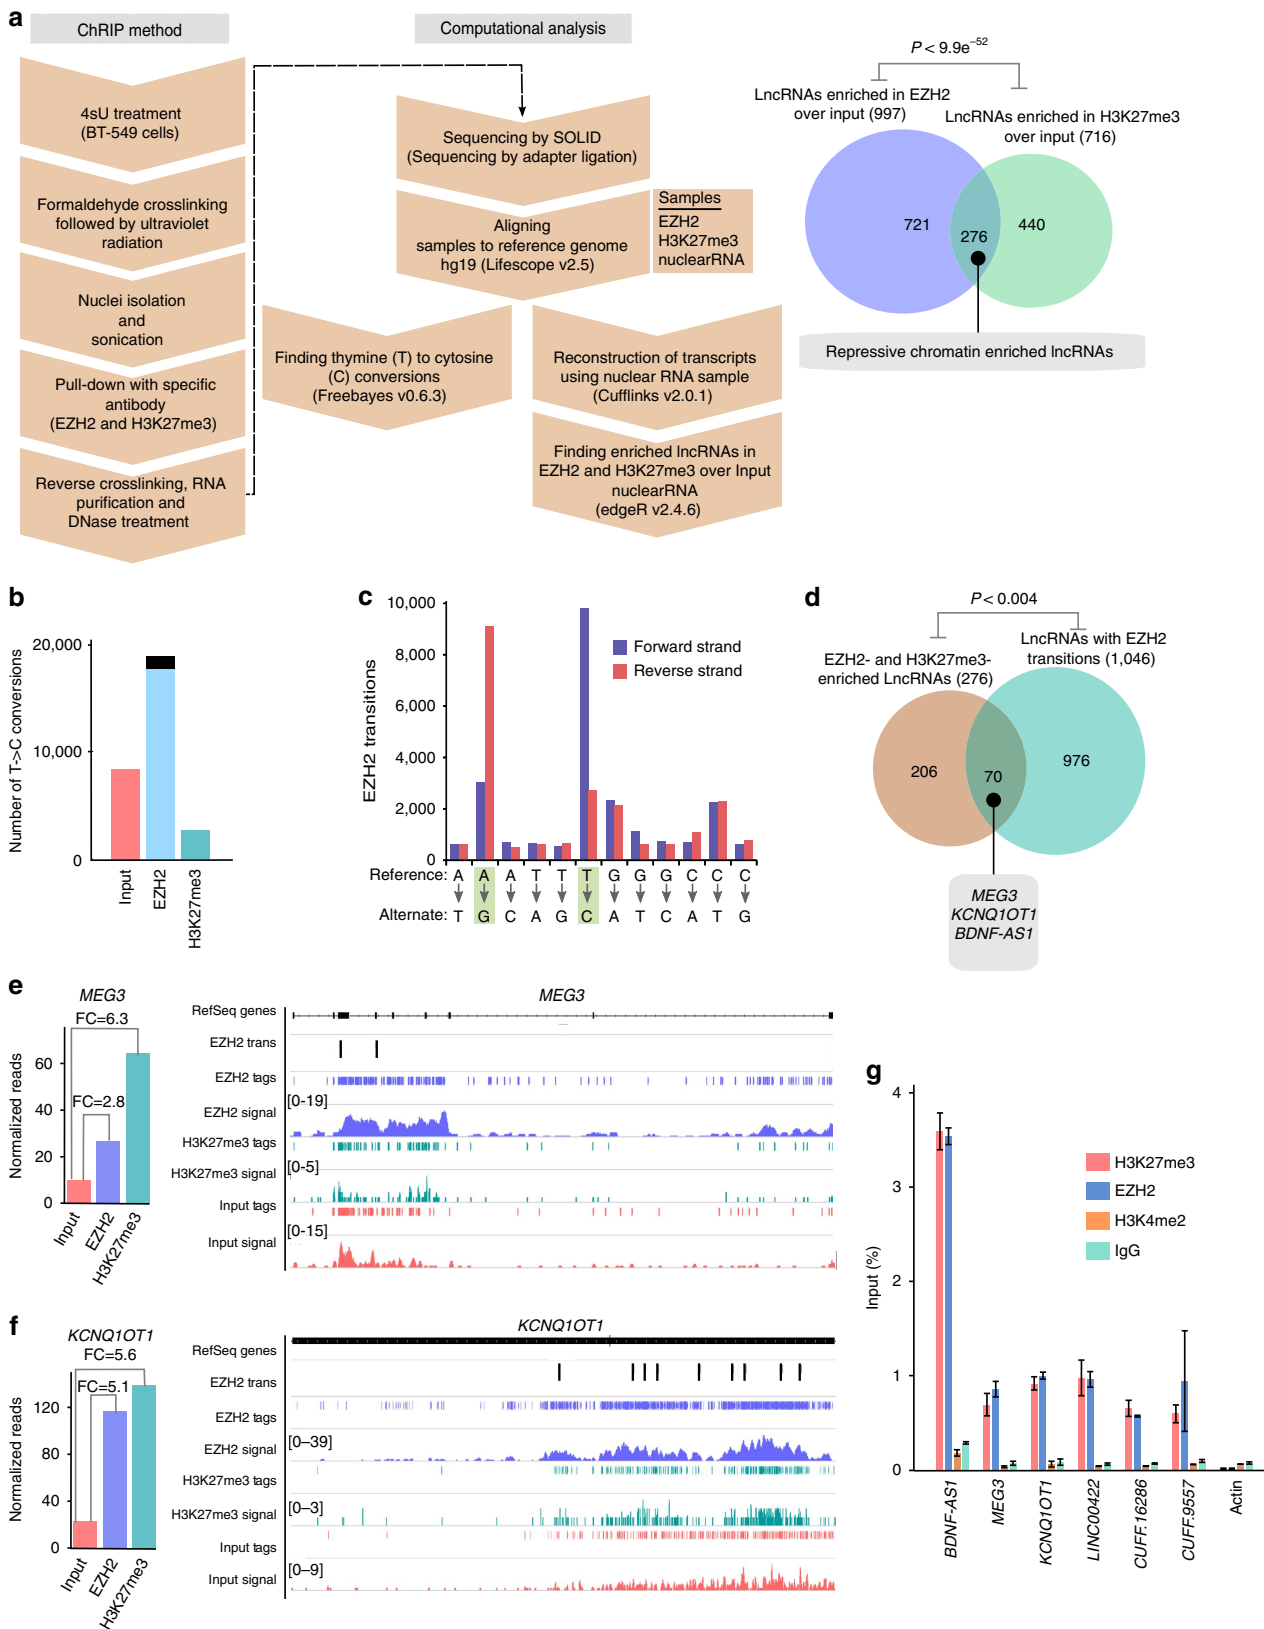 a
ChRIP method
4sU treatment
(BT-549 cells)
Formaldehyde crosslinking
followed by ultraviolet
radiation
Nuclei isolation
and
sonication
Pull-down with specific
antibody
(EZH2 and H3K27me3)
Reverse crosslinking, RNA
purification and
DNase treatment
Computational analysis
Sequencing by SOLID
(Sequencing by adapter ligation)
Aligning
samples to reference genome
hg19 (Lifescope v2.5)
Samples
EZH2
H3K27me3
nuclearRNA
Finding thymine (T) to cytosine
(C) conversions
(Freebayes v0.6.3)
Reconstruction of transcripts
using nuclear RNA sample
(Cufflinks v2.0.1)
Finding enriched lncRNAs in
EZH2 and H3K27me3 over Input
nuclearRNA
(edgeR v2.4.6)
P < 9.9e–52
LncRNAs enriched in EZH2
over input (997)
LncRNAs enriched in H3K27me3
over input (716)
721
276
440
Repressive chromatin enriched lncRNAs
b
Number of T->C conversions
20,000
10,000
0
Input
EZH2
H3K27me3
c
EZH2 transitions
10,000
8,000
6,000
4,000
2,000
0
Forward strand
Reverse strand
Reference: A A A T T T G G G C C C
Alternate: T G C A G C A T C A T G
d
P < 0.004
EZH2- and H3K27me3-
enriched LncRNAs (276)
LncRNAs with EZH2
transitions (1,046)
206
70
976
MEG3
KCNQ1OT1
BDNF-AS1
e
MEG3
FC=6.3
FC=2.8
Normalized reads
60
40
20
0
Input
EZH2
H3K27me3
MEG3
RefSeq genes
EZH2 trans
EZH2 tags
EZH2 signal
[0-19]
H3K27me3 tags
H3K27me3 signal
[0-5]
Input tags
Input signal
[0-15]
f
KCNQ1OT1
FC=5.6
FC=5.1
Normalized reads
120
80
40
0
Input
EZH2
H3K27me3
KCNQ1OT1
RefSeq genes
EZH2 trans
EZH2 tags
EZH2 signal
[0–39]
H3K27me3 tags
H3K27me3 signal
[0–3]
Input tags
Input signal
[0–9]
g
Input (%)
4
3
2
1
0
H3K27me3
EZH2
H3K4me2
IgG
BDNF-AS1
MEG3
KCNQ1OT1
LINC00422
CUFF.16286
CUFF.9557
Actin